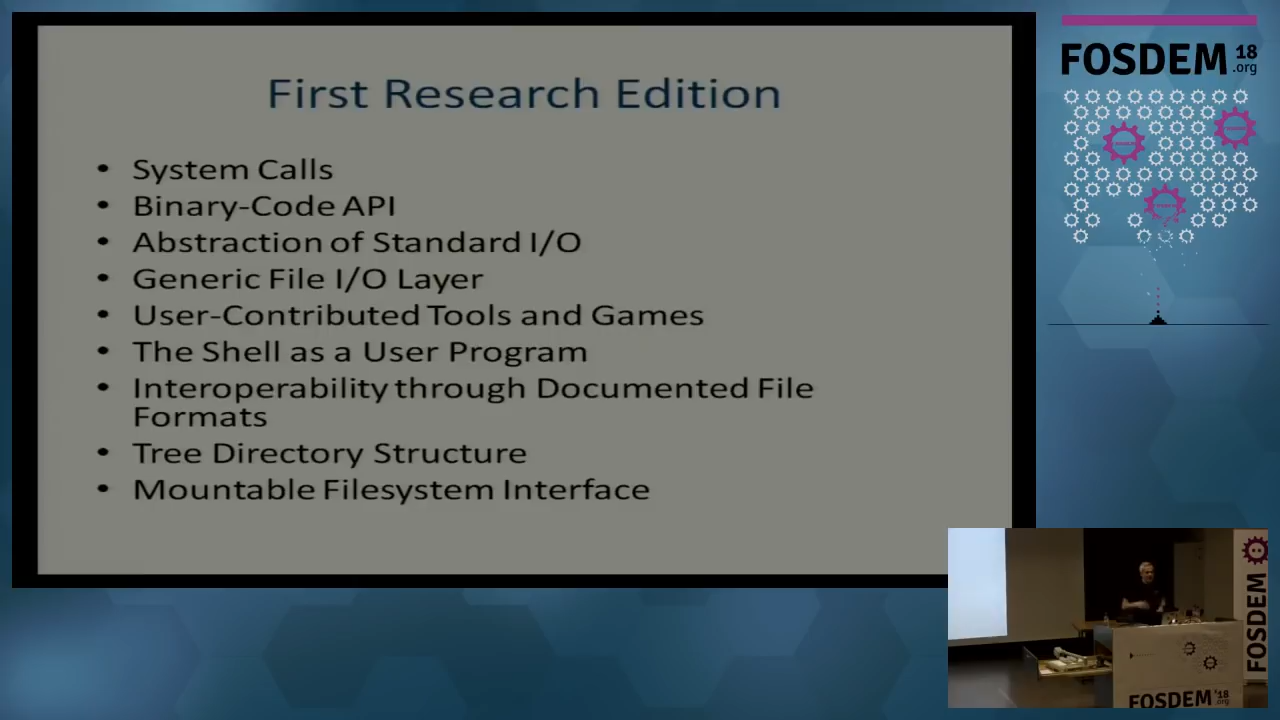 First Research Edition
• System Calls
• Binary-Code API
• Abstraction of Standard I/O
• Generic File I/O Layer
• User-Contributed Tools and Games
• The Shell as a User Program
• Interoperability through Documented File
Formats
• Tree Directory Structure
• Mountable Filesystem Interface
FOSDEM 18
.org
FOSDEM
FOSDEM '18
.org